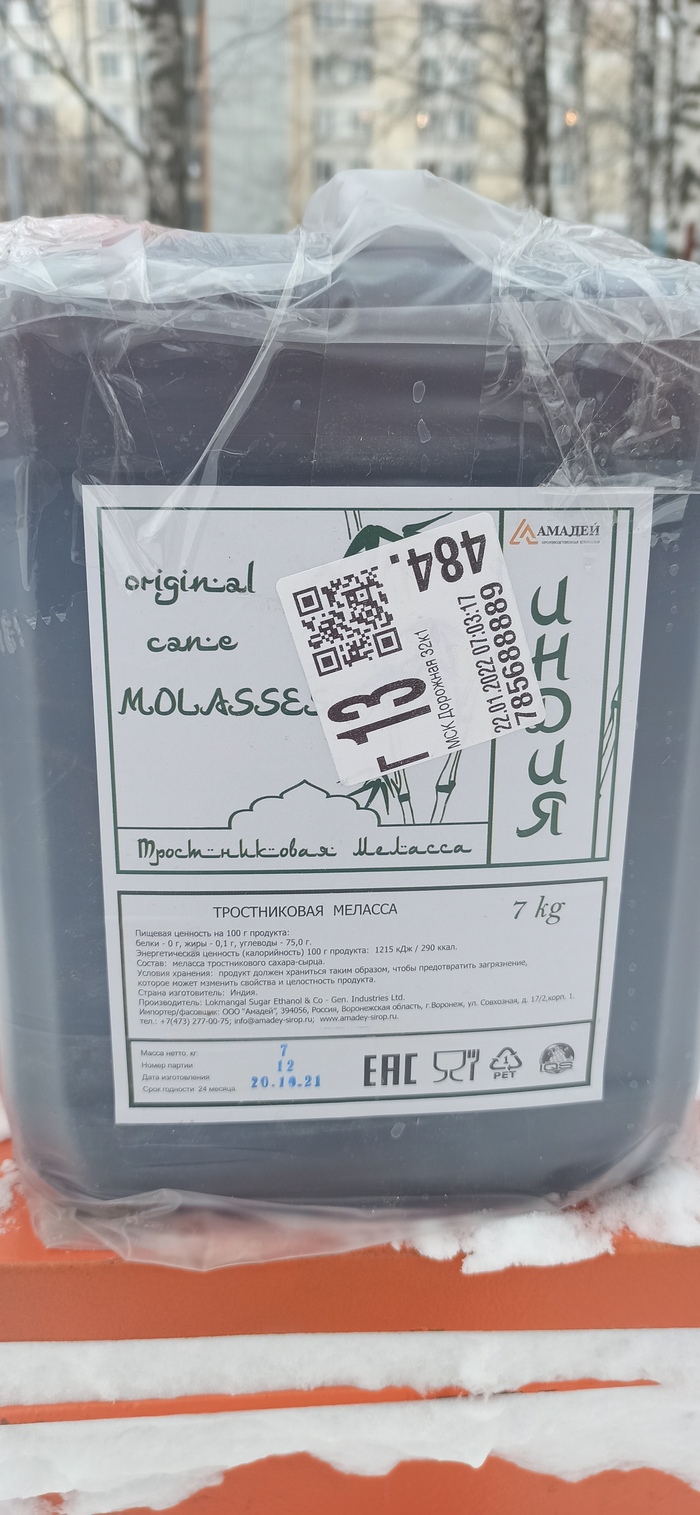 АМАДЕЙ
original
cane
MOLASSES
ИНДИЯ
484.
Г 13
МСК Дорожная 32к1
22.01.2022 07:03:17
7856888889
Тростниковая Меласса
ТРОСТНИКОВАЯ МЕЛАССА 7 kg
Пищевая ценность на 100 г продукта:
белки - 0 г, жиры - 0,1 г, углеводы - 75,0 г.
Энергетическая ценность (калорийность) 100 г продукта: 1215 кДж / 290 ккал.
Состав: меласса тростникового сахара-сырца.
Условия хранения: продукт должен храниться таким образом, чтобы предотвратить загрязнение,
которое может изменить свойства и целостность продукта.
Страна изготовитель: Индия.
Производитель: Lokmangal Sugar Ethanol & Co - Gen. Industries Ltd.
Импортер/фасовщик: ООО "Амадей", 394056, Россия, Воронежская область, г.Воронеж, ул. Совхозная, д. 17/2,корп. 1.
тел.: +7(473) 277-00-75; info@amadey-sirop.ru; www.amadey-sirop.ru.
Масса нетто, кг: 7
Номер партии 12
Дата изготовления
Срок годности: 24 месяца.
EAC
1
PET
IQS